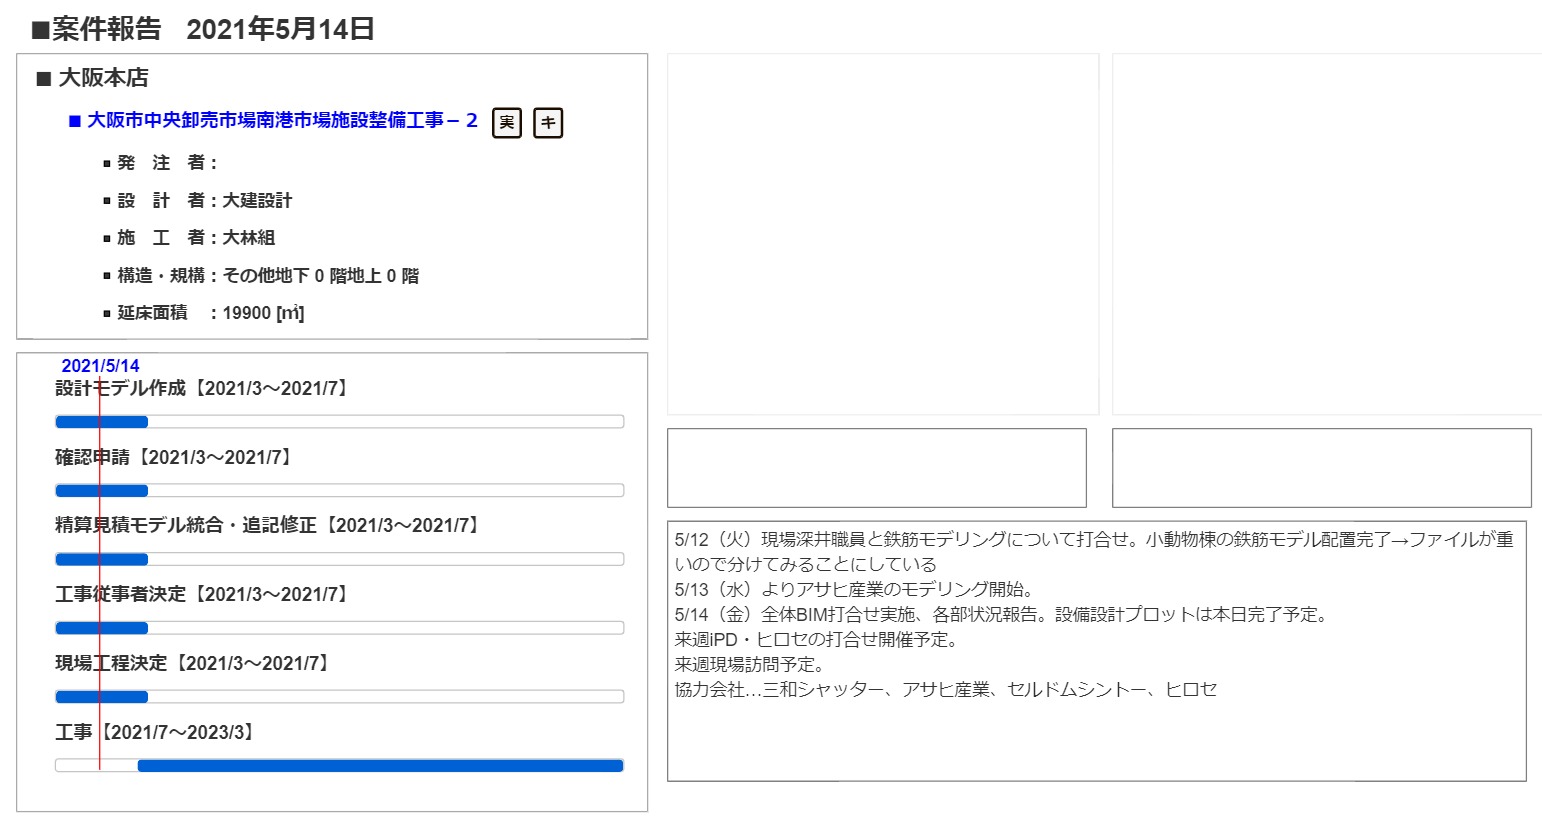 ■案件報告 2021年5月14日
■ 大阪本店
■ 大阪市中央卸売市場南港市場施設整備工事－２ 実 キ
▪ 発　注　者：
▪ 設　計　者：大建設計
▪ 施　工　者：大林組
▪ 構造・規模：その他地下 0 階地上 0 階
▪ 延床面積　：19900 [㎡]
2021/5/14
設計モデル作成【2021/3～2021/7】
確認申請【2021/3～2021/7】
精算見積モデル統合・追記修正【2021/3～2021/7】
工事従事者決定【2021/3～2021/7】
現場工程決定【2021/3～2021/7】
工事【2021/7～2023/3】
5/12（火）現場深井職員と鉄筋モデリングについて打合せ。小動物棟の鉄筋モデル配置完了→ファイルが重
いので分けてみることにしている
5/13（水）よりアサヒ産業のモデリング開始。
5/14（金）全体BIM打合せ実施、各部状況報告。設備設計プロットは本日完了予定。
来週iPD・ヒロセの打合せ開催予定。
来週現場訪問予定。
協力会社…三和シャッター、アサヒ産業、セルドムシントー、ヒロセ